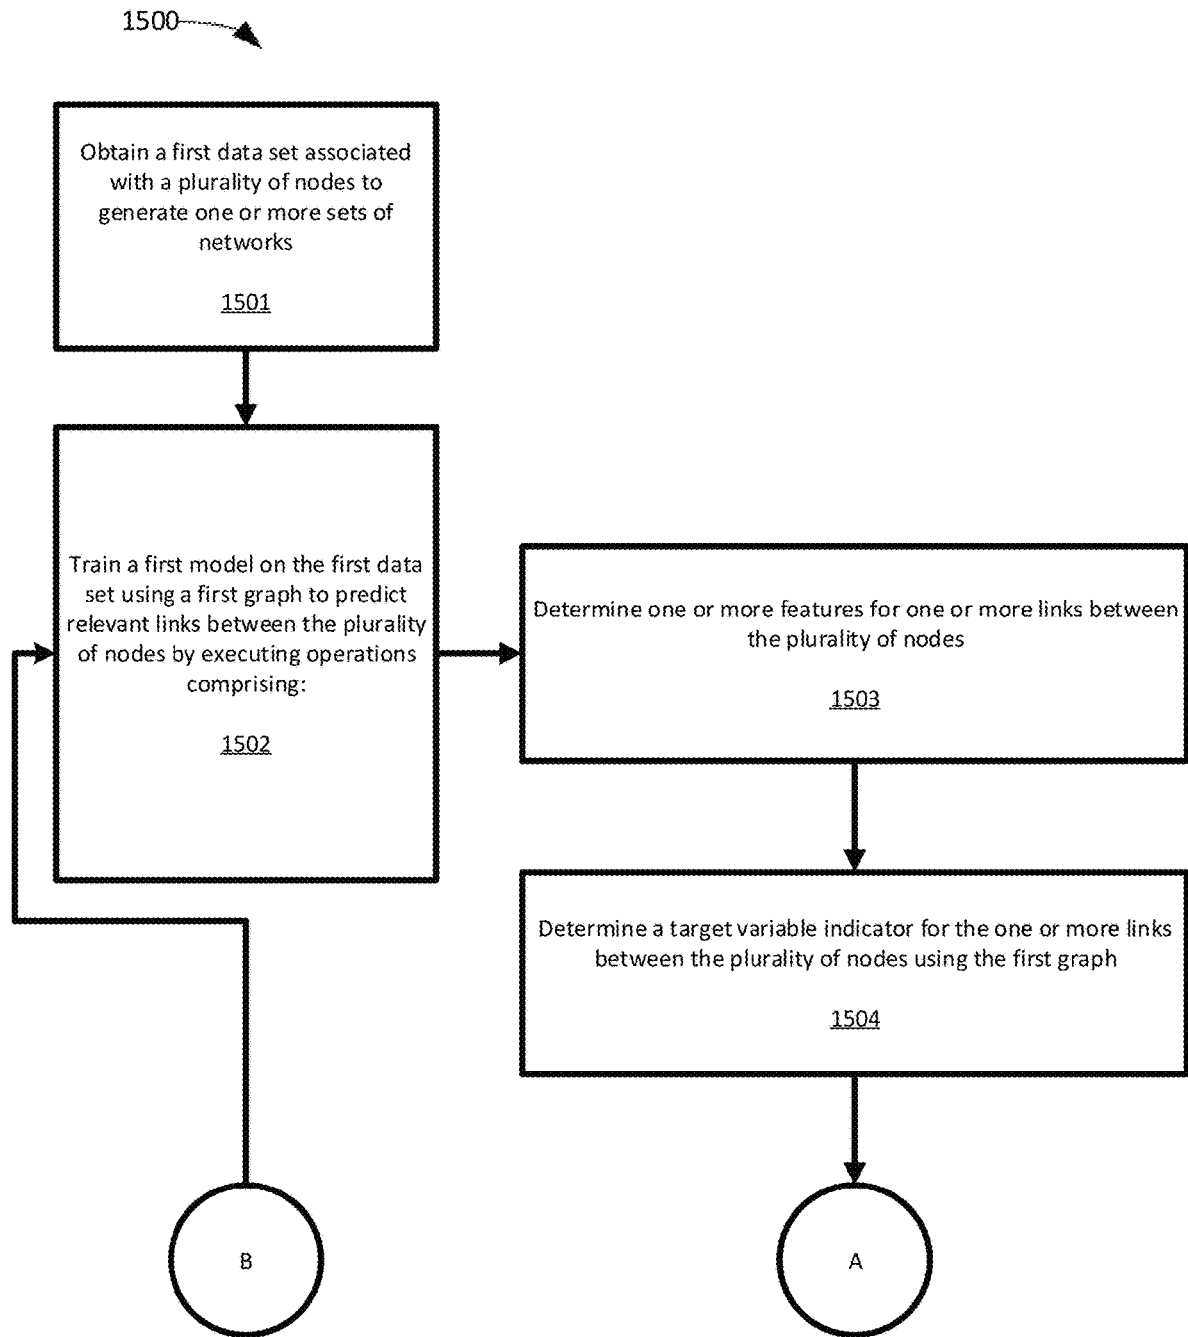 1500
Obtain a first data set associated
with a plurality of nodes to
generate one or more sets of
networks
1501
Train a first model on the first data
set using a first graph to predict
relevant links between the plurality
of nodes by executing operations
comprising:
1502
Determine one or more features for one or more links between
the plurality of nodes
1503
Determine a target variable indicator for the one or more links
between the plurality of nodes using the first graph
1504
B
A